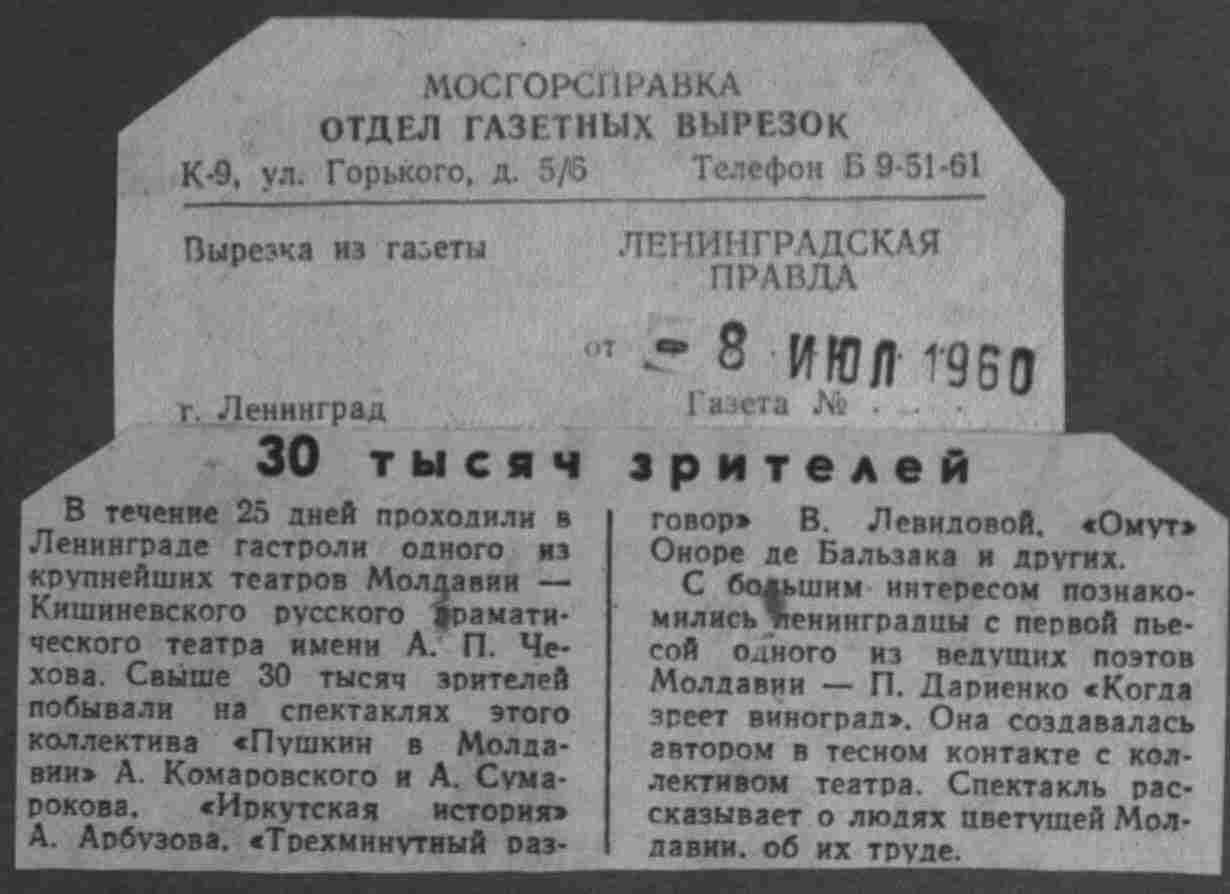 МОСГОРСПРАВКА
ОТДЕЛ ГАЗЕТНЫХ ВЫРЕЗОК
К-9, ул. Горького, д. 5/6 Телефон Б 9-51-61
Вырезка из газеты ЛЕНИНГРАДСКАЯ
ПРАВДА
от - 8 ИЮЛ 1960
г. Ленинград Газета № . . . .
30 тысяч зрителей
В течение 25 дней проходили в
Ленинграде гастроли одного из
крупнейших театров Молдавии —
Кишиневского русского драмати-
ческого театра имени А. П. Че-
хова. Свыше 30 тысяч зрителей
побывали на спектаклях этого
коллектива «Пушкин в Молда-
вии» А. Комаровского и А. Сума-
рокова, «Иркутская история»
А. Арбузова, «Трехминутный раз-
говор» В. Левидовой, «Омут»
Оноре де Бальзака и других.
С большим интересом познако-
мились ленинградцы с первой пье-
сой одного из ведущих поэтов
Молдавии — П. Дариенко «Когда
зреет виноград». Она создавалась
автором в тесном контакте с кол-
лективом театра. Спектакль рас-
сказывает о людях цветущей Мол-
давии, об их труде.